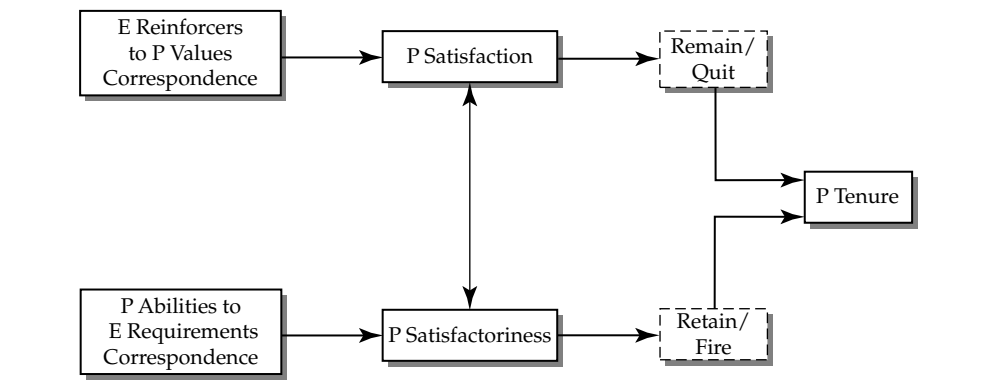 E Reinforcers
to P Values
Correspondence
P Satisfaction
Remain/
Quit
P Tenure
P Abilities to
E Requirements
Correspondence
P Satisfactoriness
Retain/
Fire